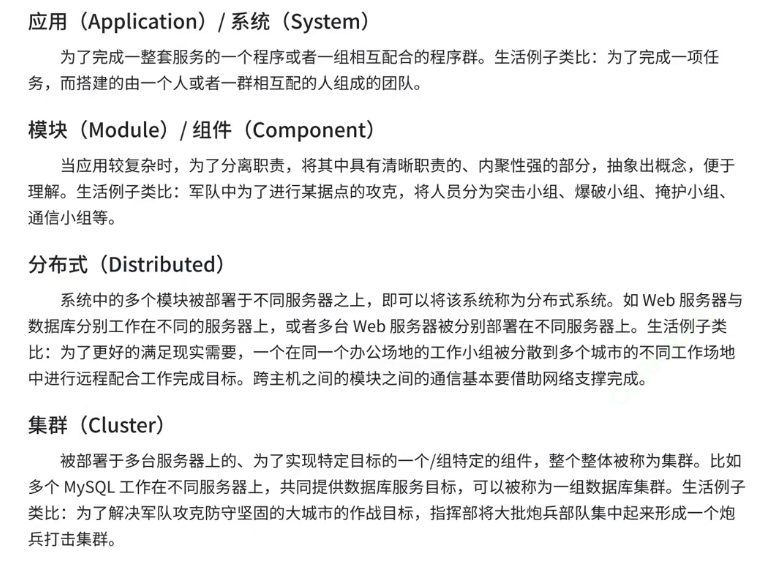 应用（Application）/ 系统（System）
为了完成一整套服务的一个程序或者一组相互配合的程序群。生活例子类比：为了完成一项任
务，而搭建的由一个人或者一群相互配的人组成的团队。
模块（Module）/ 组件（Component）
当应用较复杂时，为了分离职责，将其中具有清晰职责的、内聚性强的部分，抽象出概念，便于
理解。生活例子类比：军队中为了进行某据点的攻克，将人员分为突击小组、爆破小组、掩护小组、
通信小组等。
分布式（Distributed）
系统中的多个模块被部署于不同服务器之上，即可以将该系统称为分布式系统。如 Web 服务器与
数据库分别工作在不同的服务器上，或者多台 Web 服务器被分别部署在不同服务器上。生活例子类
比：为了更好的满足现实需要，一个在同一个办公场地的工作小组被分散到多个城市的不同工作场地
中进行远程配合工作完成目标。跨主机之间的模块之间的通信基本要借助网络支撑完成。
集群（Cluster）
被部署于多台服务器上的、为了实现特定目标的一个/组特定的组件，整个整体被称为集群。比如
多个 MySQL 工作在不同服务器上，共同提供数据库服务目标，可以被称为一组数据库集群。生活例子
类比：为了解决军队攻克防守坚固的大城市的作战目标，指挥部将大批炮兵部队集中起来形成一个炮
兵打击集群。